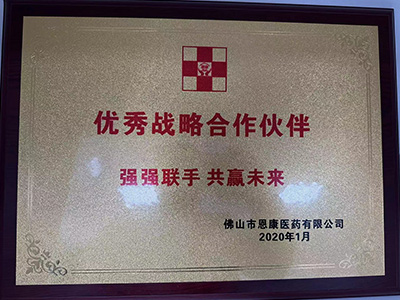 优秀战略合作伙伴
强强联手 共赢未来
佛山市恩康医药有限公司
2020年1月